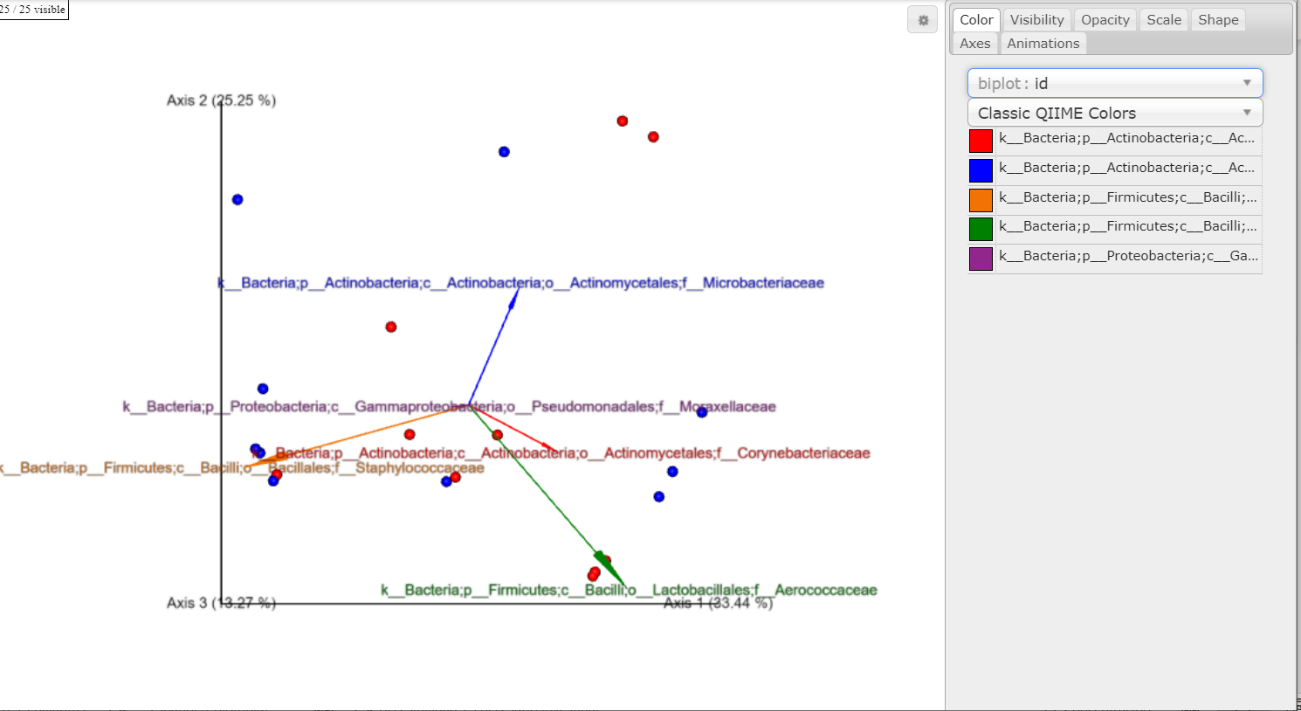 25 / 25 visible
Color Visibility Opacity Scale Shape
Axes Animations
biplot : id
Classic QIIME Colors
k__Bacteria;p__Actinobacteria;c__Ac...
k__Bacteria;p__Actinobacteria;c__Ac...
k__Bacteria;p__Firmicutes;c__Bacilli;...
k__Bacteria;p__Firmicutes;c__Bacilli;...
k__Bacteria;p__Proteobacteria;c__Ga...
Axis 2 (25.25 %)
k__Bacteria;p__Actinobacteria;c__Actinobacteria;o__Actinomycetales;f__Microbacteriaceae
k__Bacteria;p__Proteobacteria;c__Gammaproteobacteria;o__Pseudomonadales;f__Moraxellaceae
k__Bacteria;p__Actinobacteria;c__Actinobacteria;o__Actinomycetales;f__Corynebacteriaceae
k__Bacteria;p__Firmicutes;c__Bacilli;o__Bacillales;f__Staphylococcaceae
k__Bacteria;p__Firmicutes;c__Bacilli;o__Lactobacillales;f__Aerococcaceae
Axis 3 (13.27 %)
Axis 1 (33.44 %)